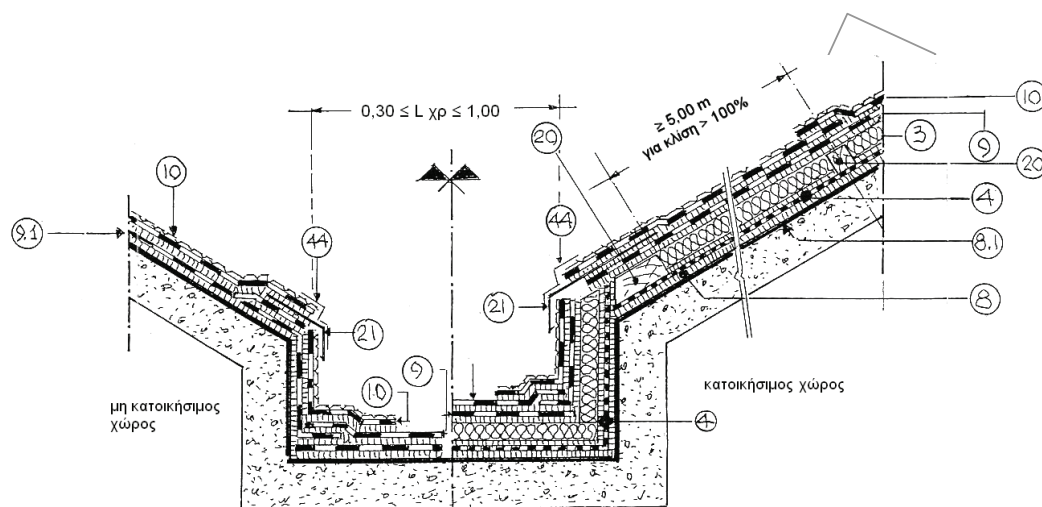 0,30 ≤ L χρ ≤ 1,00
≥ 5,00 m
για κλίση > 100%
10
9
3
20
20
10
4
44
44
9.1
8.1
8
21
21
9
10
4
μη κατοικήσιμος
χώρος
κατοικήσιμος χώρος